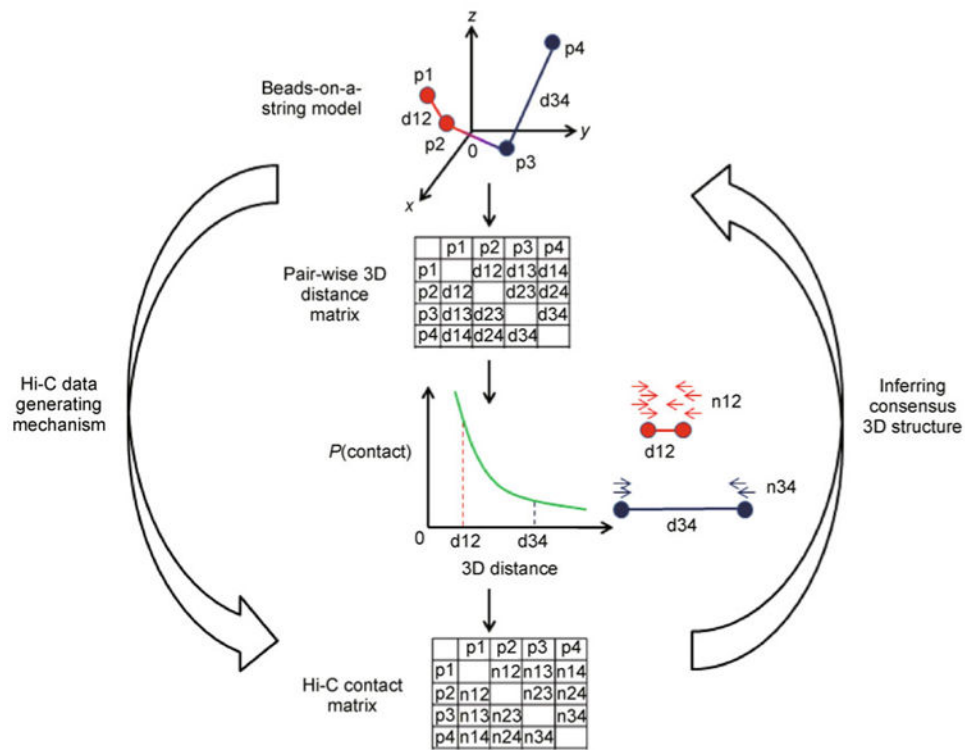 z
p4
p1
Beads-on-a-
string model
d34
d12
y
p2
0
p3
x
p1 p2 p3 p4
p1 d12 d13 d14
p2 d12 d23 d24
p3 d13 d23 d34
p4 d14 d24 d34
Pair-wise 3D
distance
matrix
Hi-C data
generating
mechanism
P(contact)
0
d12 d34
3D distance
n12
d12
n34
d34
Inferring
consensus
3D structure
p1 p2 p3 p4
p1 n12 n13 n14
p2 n12 n23 n24
p3 n13 n23 n34
p4 n14 n24 n34
Hi-C contact
matrix